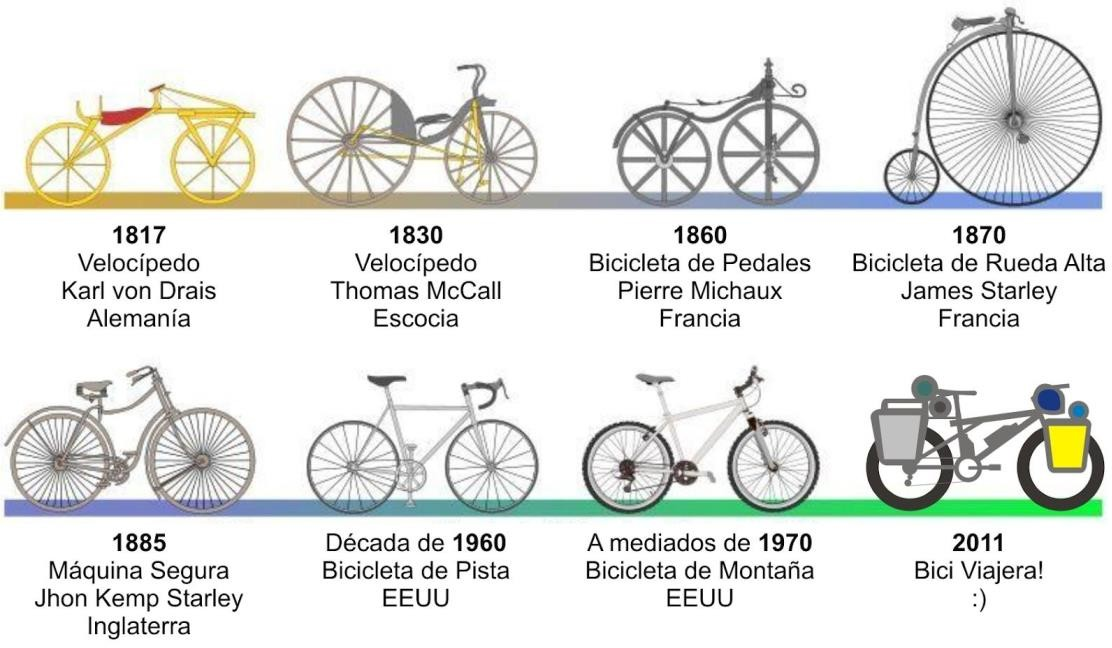 1817
Velocípedo
Karl von Drais
Alemanía
1830
Velocípedo
Thomas McCall
Escocia
1860
Bicicleta de Pedales
Pierre Michaux
Francia
1870
Bicicleta de Rueda Alta
James Starley
Francia
1885
Máquina Segura
Jhon Kemp Starley
Inglaterra
Década de 1960
Bicicleta de Pista
EEUU
A mediados de 1970
Bicicleta de Montaña
EEUU
2011
Bici Viajera!
:)